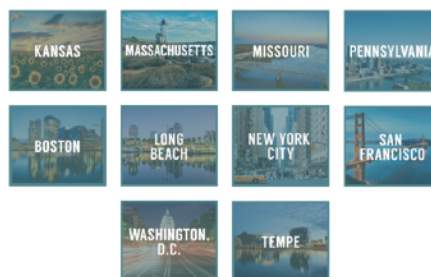 KANSAS
MASSACHUSETTS
MISSOURI
PENNSYLVANIA
BOSTON
LONG
BEACH
NEW YORK
CITY
SAN
FRANCISCO
WASHINGTON,
D.C.
TEMPE